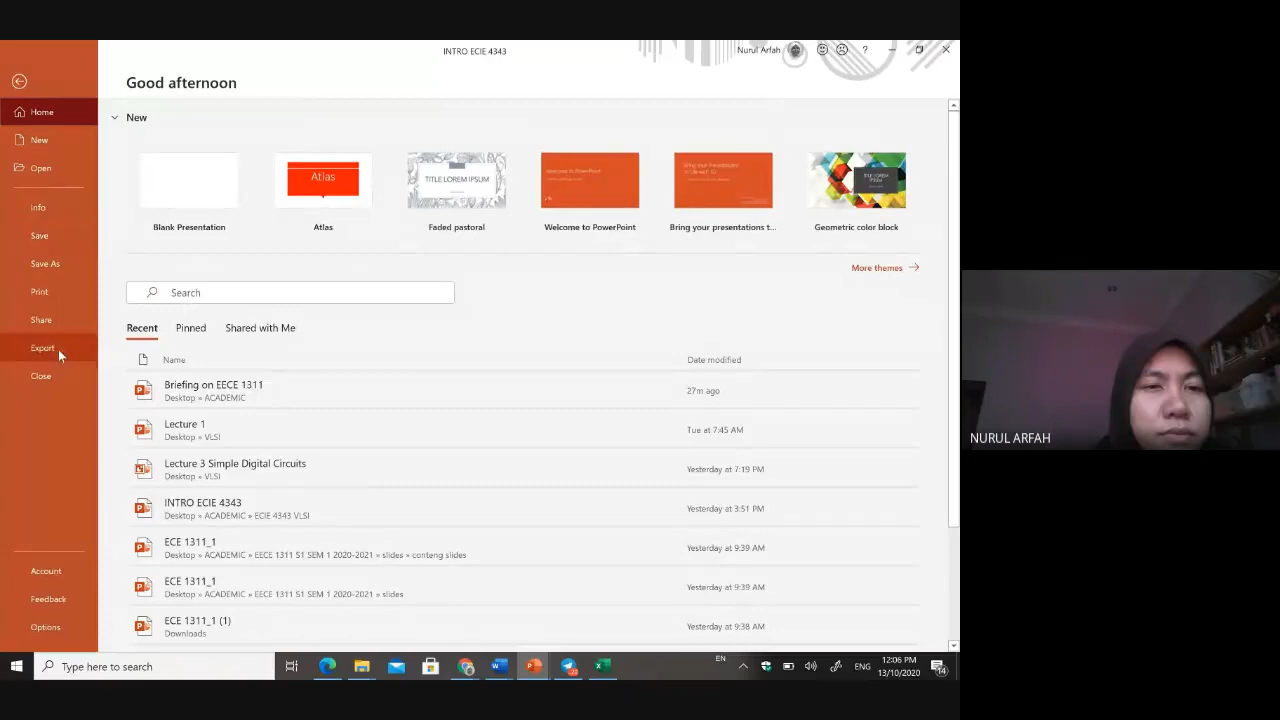 INTRO ECIE 4343
Nurul Arfah
?
Good afternoon
Home
New
Open
Info
Save
Save As
Print
Share
Export
Close
Account
Feedback
Options
New
Atlas
TITLE LOREM IPSUM
Welcome to PowerPoint
TITLE LOREM
IPSUM
Blank Presentation
Atlas
Faded pastoral
Welcome to PowerPoint
Bring your presentations t...
Geometric color block
More themes
Search
Recent Pinned Shared with Me
Name Date modified
Briefing on EECE 1311
Desktop » ACADEMIC
27m ago
Lecture 1
Desktop » VLSI
Tue at 7:45 AM
Lecture 3 Simple Digital Circuits
Desktop » VLSI
Yesterday at 7:19 PM
INTRO ECIE 4343
Desktop » ACADEMIC » ECIE 4343 VLSI
Yesterday at 3:51 PM
ECE 1311_1
Desktop » ACADEMIC » EECE 1311 S1 SEM 1 2020-2021 » slides » conteng slides
Yesterday at 9:39 AM
ECE 1311_1
Desktop » ACADEMIC » EECE 1311 S1 SEM 1 2020-2021 » slides
Yesterday at 9:39 AM
ECE 1311_1 (1)
Downloads
Yesterday at 9:38 AM
NURUL ARFAH
Type here to search
EN
ENG
12:06 PM
13/10/2020
14